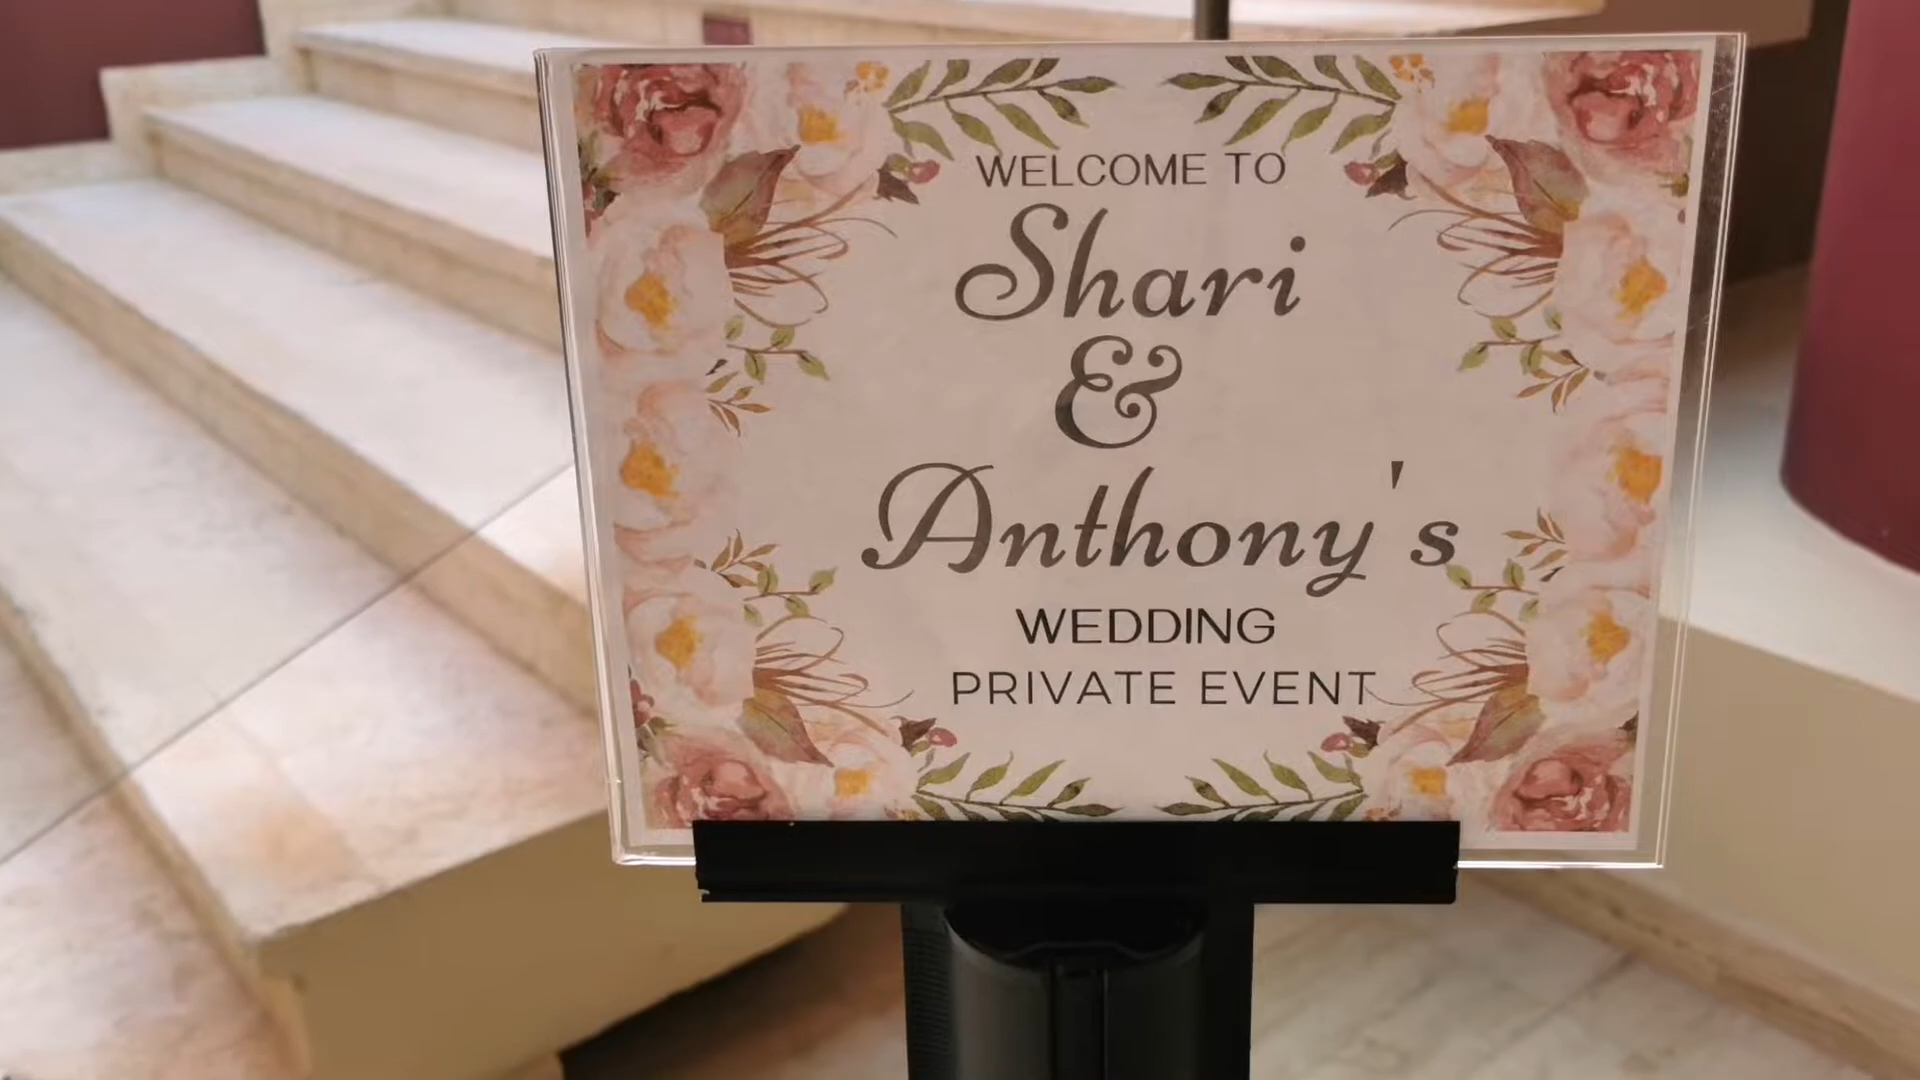 WELCOME TO
Shari
&
Anthony's
WEDDING
PRIVATE EVENT